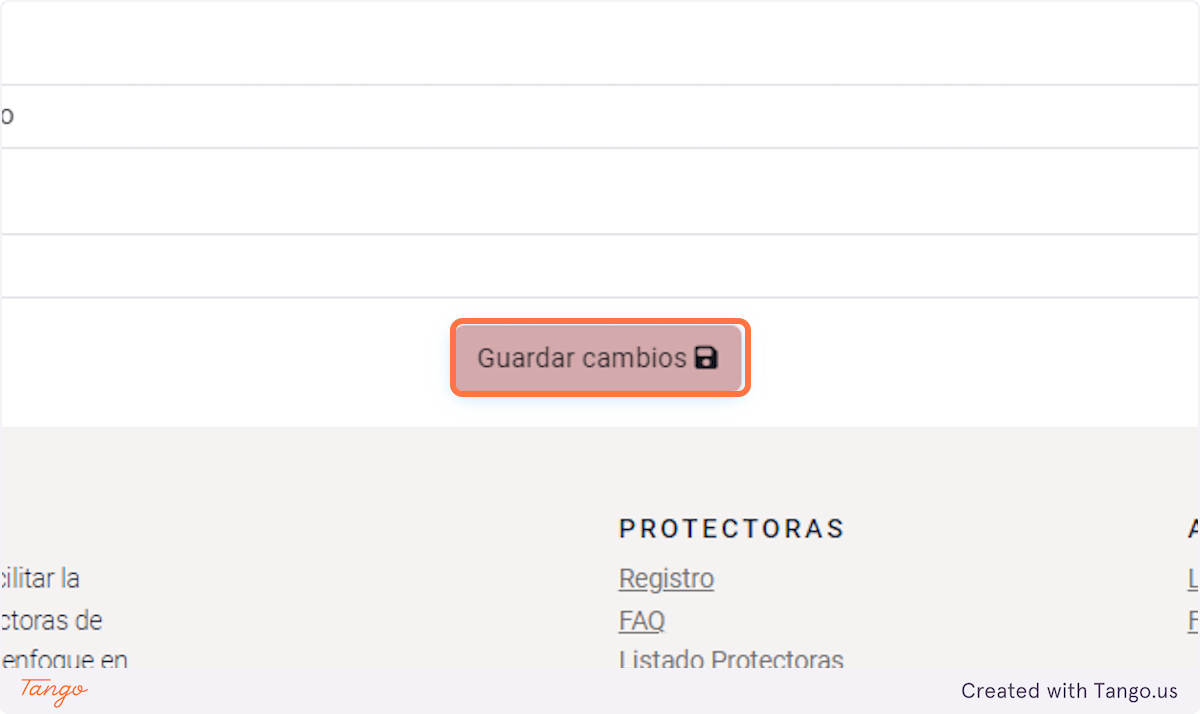 o
Guardar cambios
PROTECTORAS
A
cilitar la
Registro
L
ctoras de
FAQ
F
enfoque en
Listado Protectoras
Tango
Created with Tango.us